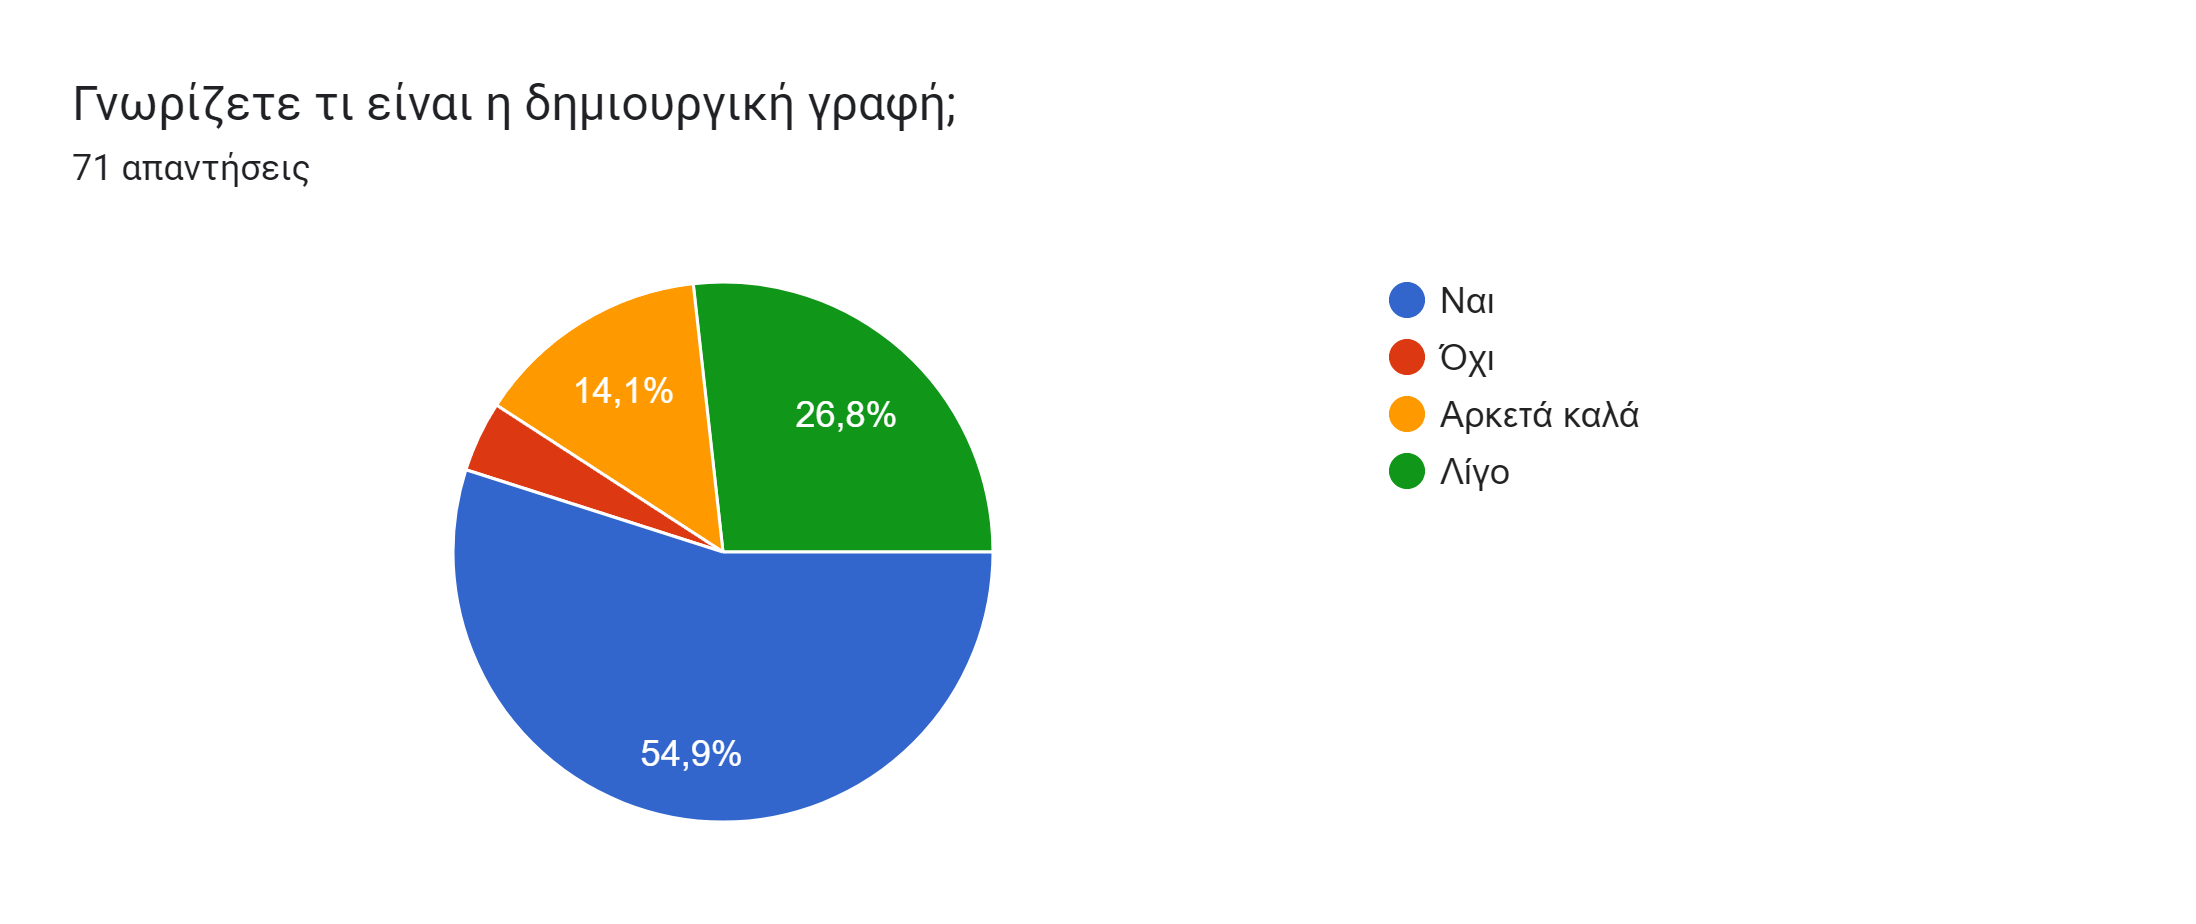 Γνωρίζετε τι είναι η δημιουργική γραφή;
71 απαντήσεις
Ναι
Όχι
Αρκετά καλά
Λίγο
14,1%
26,8%
54,9%